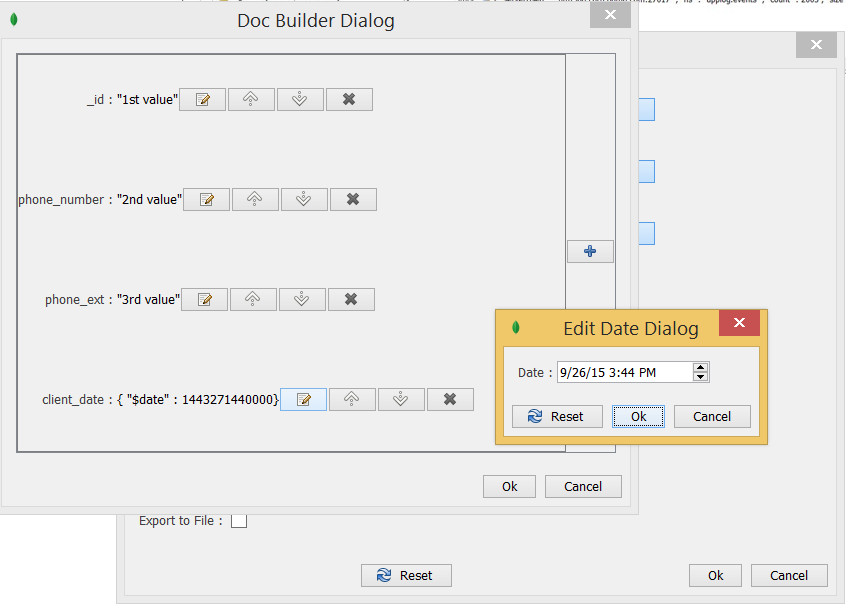 Doc Builder Dialog
_id : "1st value"
phone_number : "2nd value"
phone_ext : "3rd value"
client_date : { "$date" : 1443271440000}
Ok
Cancel
Edit Date Dialog
Date : 9/26/15 3:44 PM
Reset
Ok
Cancel
Export to File :
Reset
Ok
Cancel